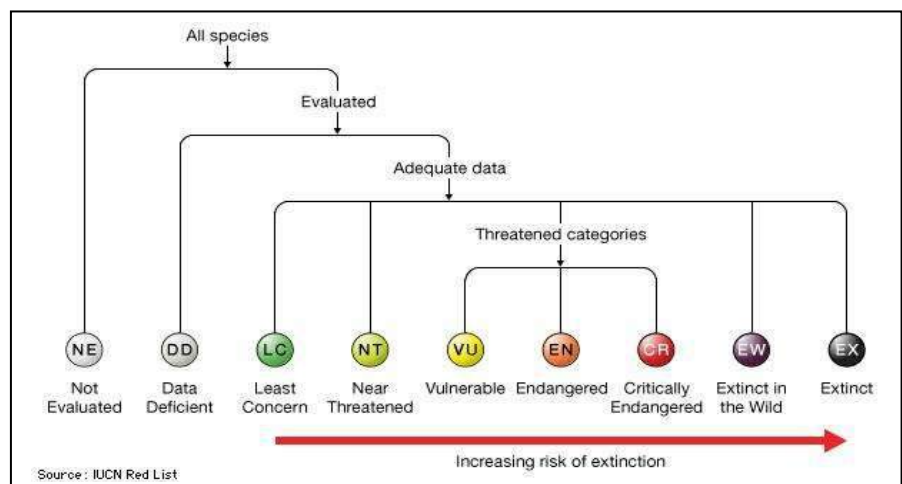 All species
Evaluated
Adequate data
Threatened categories
NE
DD
LC
NT
VU
EN
CR
EW
EX
Not
Evaluated
Data
Deficient
Least
Concern
Near
Threatened
Vulnerable
Endangered
Critically
Endangered
Extinct in
the Wild
Extinct
Increasing risk of extinction
Source : IUCN Red List